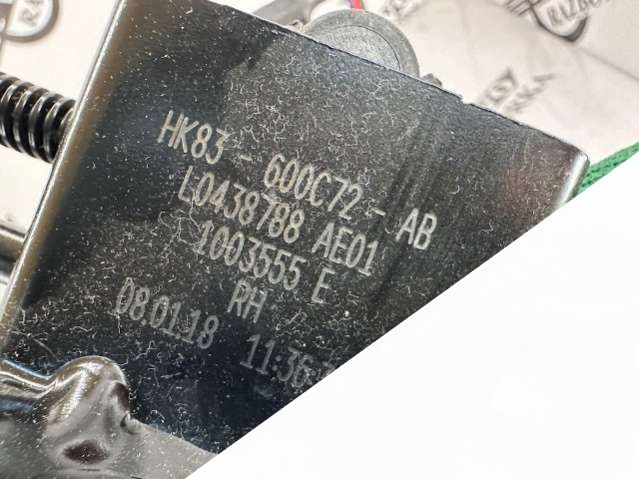 HK83 - 600C72 - AB
L0438788 AE01
1003555 E
RH
08.01.18 11:36